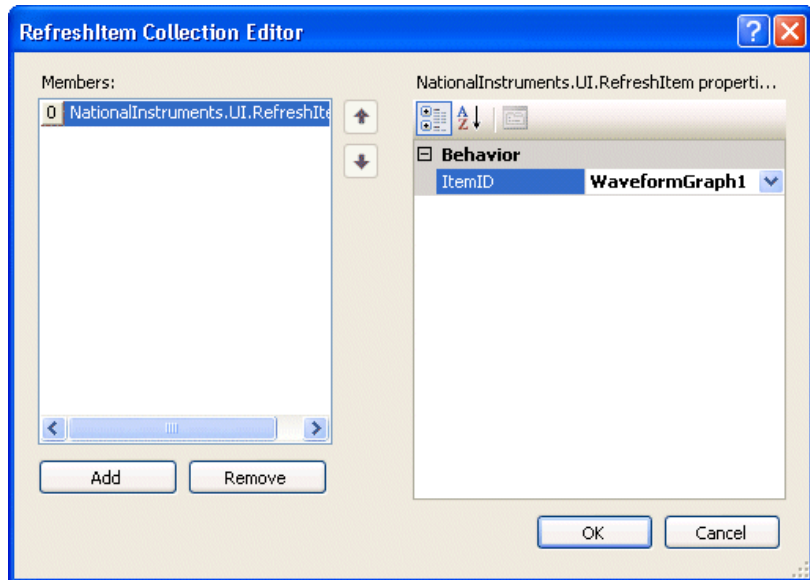 RefreshItem Collection Editor
Members:
0 NationalInstruments.UI.RefreshIte
NationalInstruments.UI.RefreshItem properti...
A Z
Behavior
ItemID WaveformGraph1
Add Remove
OK Cancel